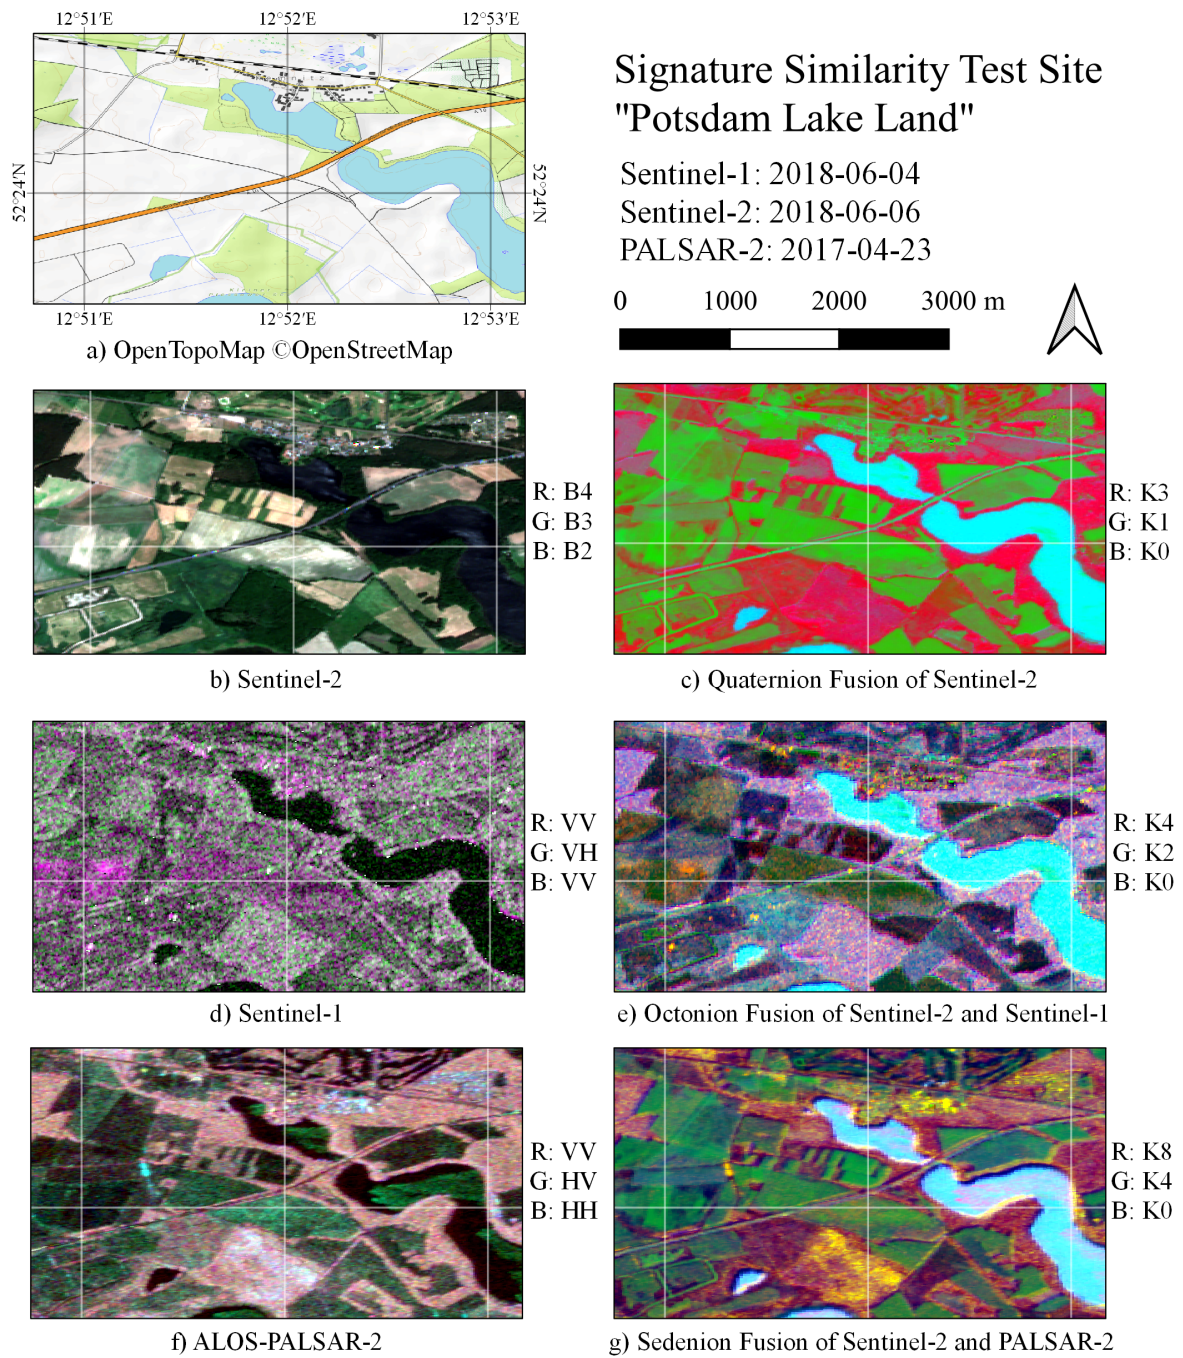 12°51'E 12°52'E 12°53'E
Signature Similarity Test Site
"Potsdam Lake Land"
Sentinel-1: 2018-06-04
52°24'N 52°24'N
Sentinel-2: 2018-06-06
PALSAR-2: 2017-04-23
0 1000 2000 3000 m
12°51'E 12°52'E 12°53'E
a) OpenTopoMap ©OpenStreetMap
R: B4
G: B3
B: B2
R: K3
G: K1
B: K0
b) Sentinel-2
c) Quaternion Fusion of Sentinel-2
R: VV
G: VH
B: VV
R: K4
G: K2
B: K0
d) Sentinel-1
e) Octonion Fusion of Sentinel-2 and Sentinel-1
R: VV
G: HV
B: HH
R: K8
G: K4
B: K0
f) ALOS-PALSAR-2
g) Sedenion Fusion of Sentinel-2 and PALSAR-2